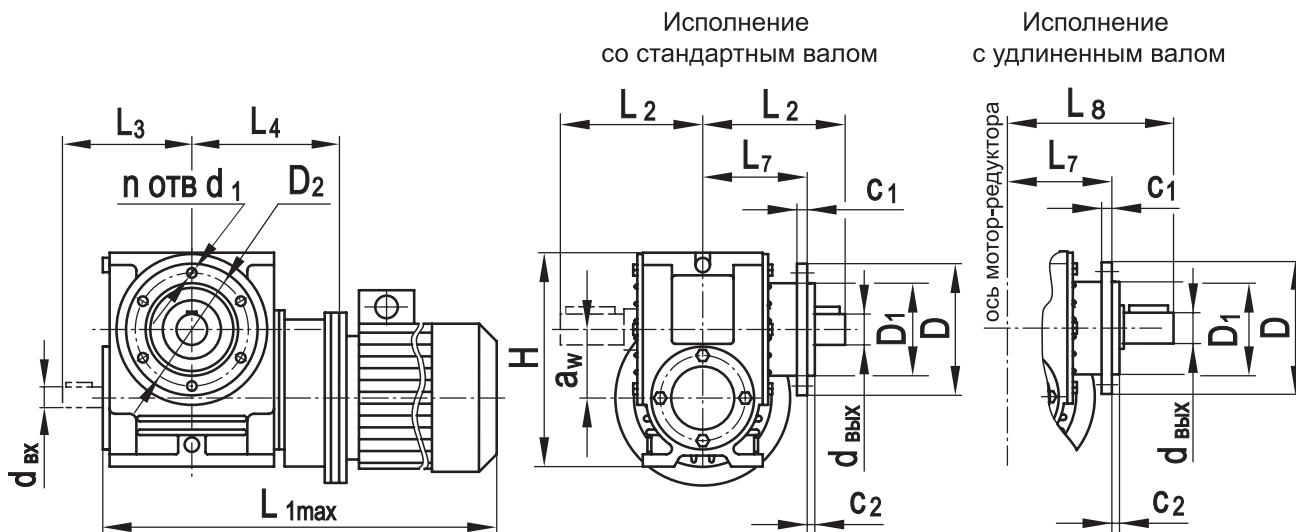 Исполнение
со стандартным валом
Исполнение
с удлиненным валом
L3
L4
n отв d1
D2
dвх
L1max
L2
L2
L7
c1
H
aw
D1
D
dвых
c2
ось мотор-редуктора
L8
L7
c1
D1
D
dвых
c2